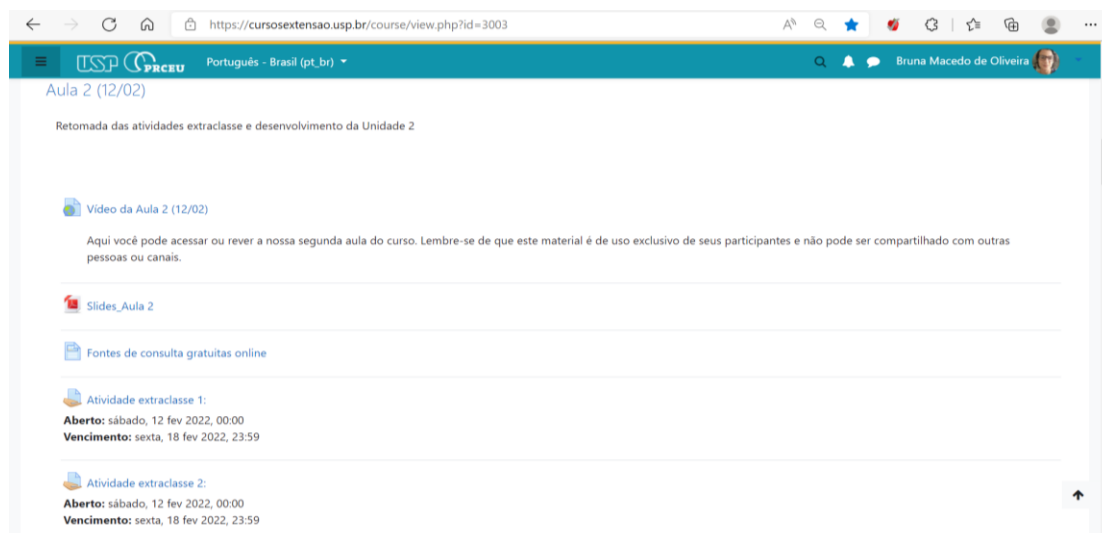 https://cursosextensao.usp.br/course/view.php?id=3003
USP PRCEU Português - Brasil (pt_br) Bruna Macedo de Oliveira
Aula 2 (12/02)
Retomada das atividades extraclasse e desenvolvimento da Unidade 2
Vídeo da Aula 2 (12/02)
Aqui você pode acessar ou rever a nossa segunda aula do curso. Lembre-se de que este material é de uso exclusivo de seus participantes e não pode ser compartilhado com outras
pessoas ou canais.
Slides_Aula 2
Fontes de consulta gratuitas online
Atividade extraclasse 1:
Aberto: sábado, 12 fev 2022, 00:00
Vencimento: sexta, 18 fev 2022, 23:59
Atividade extraclasse 2:
Aberto: sábado, 12 fev 2022, 00:00
Vencimento: sexta, 18 fev 2022, 23:59